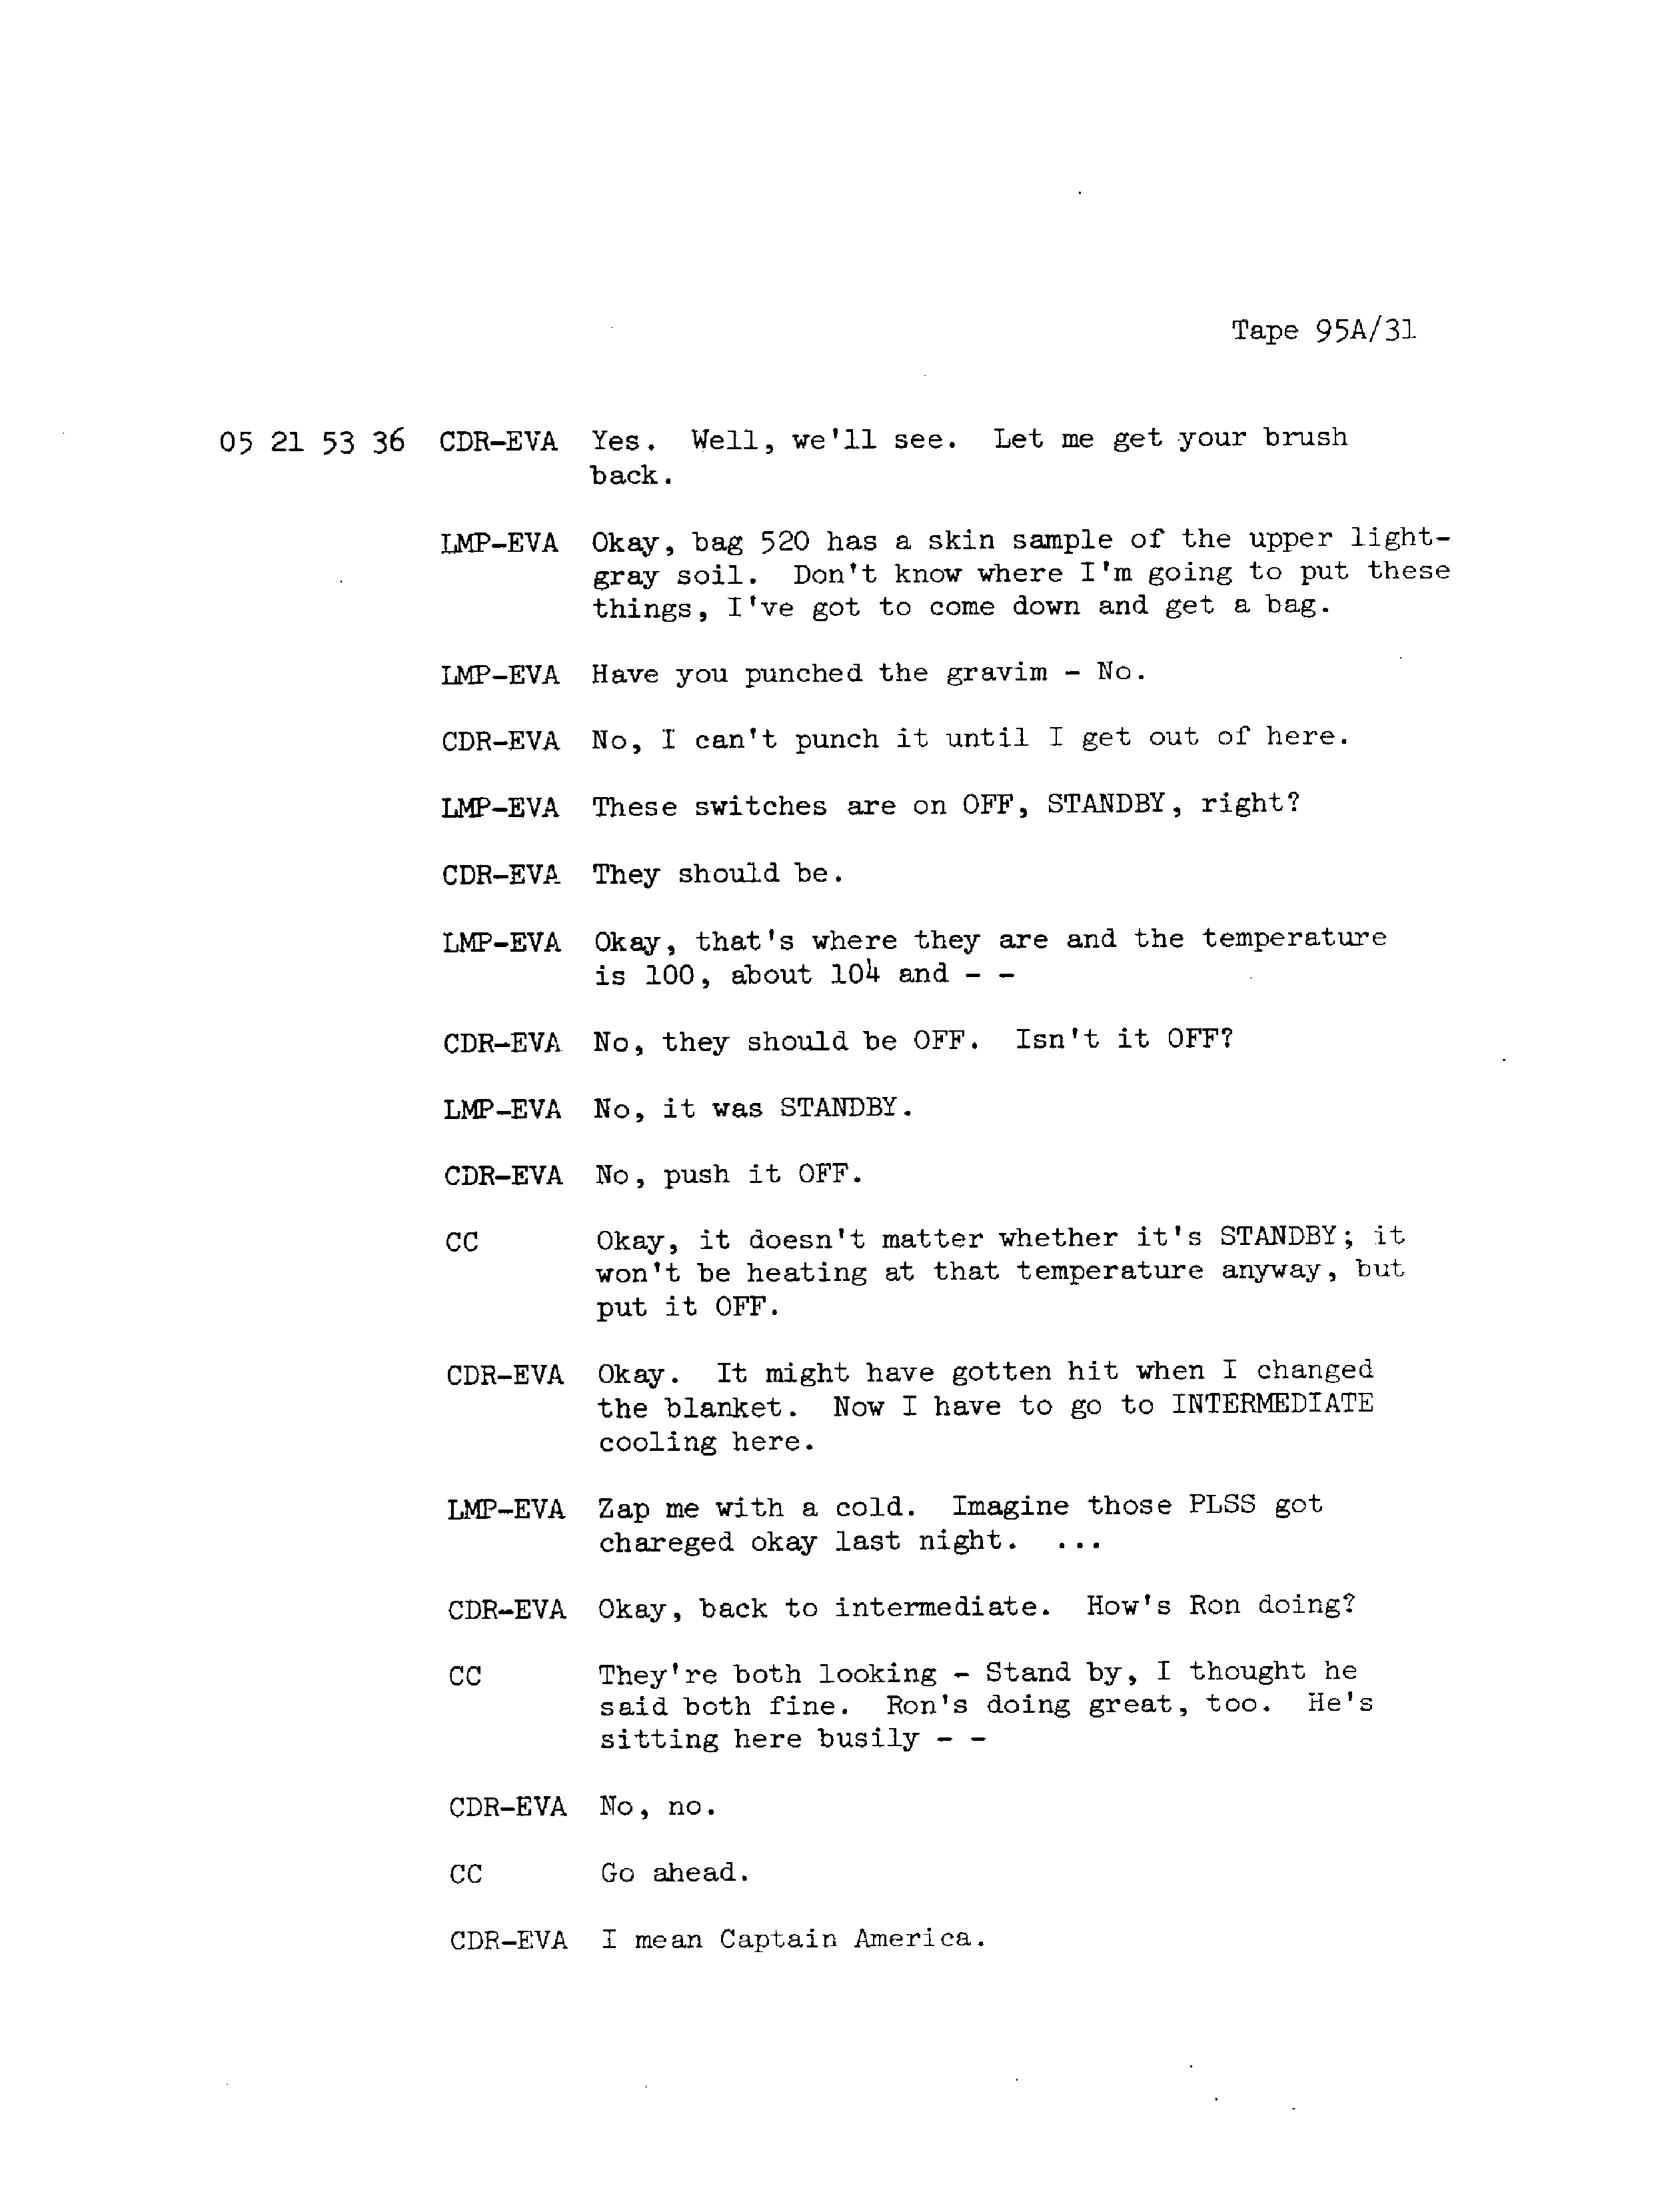 Tape 95A/31
05 21 53 36 CDR-EVA Yes. Well, we'll see. Let me get your brush
back.
LMP-EVA Okay, bag 520 has a skin sample of the upper light-
gray soil. Don't know where I'm going to put these
things, I've got to come down and get a bag.
LMP-EVA Have you punched the gravim - No.
CDR-EVA No, I can't punch it until I get out of here.
LMP-EVA These switches are on OFF, STANDBY, right?
CDR-EVA They should be.
LMP-EVA Okay, that's where they are and the temperature
is 100, about 104 and - -
CDR-EVA No, they should be OFF. Isn't it OFF?
LMP-EVA No, it was STANDBY.
CDR-EVA No, push it OFF.
CC Okay, it doesn't matter whether it's STANDBY; it
won't be heating at that temperature anyway, but
put it OFF.
CDR-EVA Okay. It might have gotten hit when I changed
the blanket. Now I have to go to INTERMEDIATE
cooling here.
LMP-EVA Zap me with a cold. Imagine those PLSS got
chareged okay last night. ...
CDR-EVA Okay, back to intermediate. How's Ron doing?
CC They're both looking - Stand by, I thought he
said both fine. Ron's doing great, too. He's
sitting here busily - -
CDR-EVA No, no.
CC Go ahead.
CDR-EVA I mean Captain America.